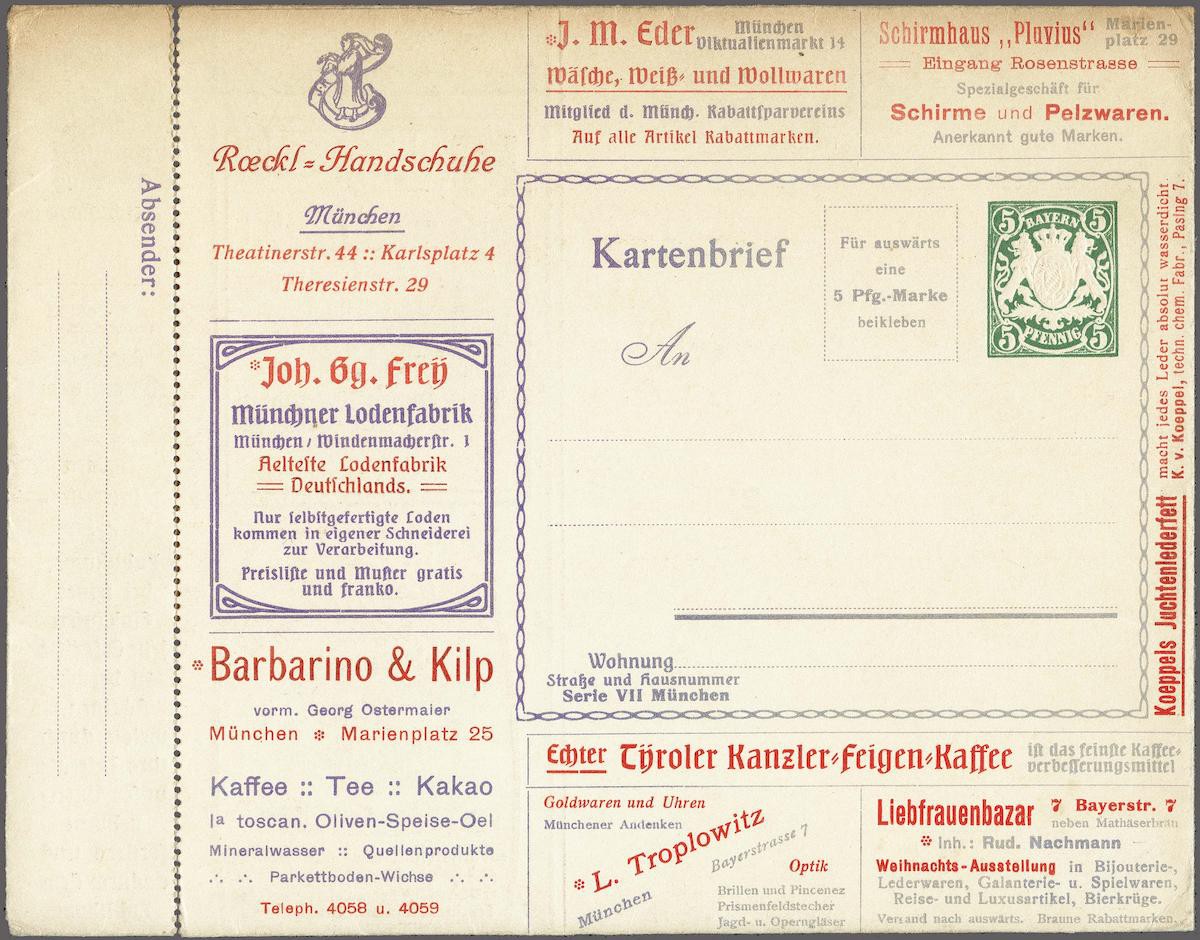 Absender:
Rœckl=Handschuhe
München
Theatinerstr. 44 :: Karlsplatz 4
Theresienstr. 29
Joh. Gg. Frey
Münchner Lodenfabrik
München / Windenmacherstr. 1
Aelteste Lodenfabrik
Deutschlands.
Nur selbstgefertigte Loden
kommen in eigener Schneiderei
zur Verarbeitung.
Preisliste und Muster gratis
und franko.
Barbarino & Kilp
vorm. Georg Ostermaier
München ❉ Marienplatz 25
Kaffee :: Tee :: Kakao
Ia toscan. Oliven-Speise-Oel
Mineralwasser :: Quellenprodukte
Parkettboden-Wichse
Teleph. 4058 u. 4059
J. M. Eder München
Viktualienmarkt 14
Wäsche, Weiß- und Wollwaren
Mitglied d. Münch. Rabattsparvereins
Auf alle Artikel Rabattmarken.
Schirmhaus „Pluvius“ Marien-
platz 29
Eingang Rosenstrasse
Spezialgeschäft für
Schirme und Pelzwaren.
Anerkannt gute Marken.
Kartenbrief
Für auswärts
eine
5 Pfg.-Marke
beikleben
5 BAYERN 5
5 PFENNIG 5
An
Wohnung
Straße und Hausnummer
Serie VII München
Koeppels Juchtenlederfett
macht jedes Leder absolut wasserdicht.
K. v. Koeppel, techn. chem. Fabr., Pasing 7.
Echter Tyroler Kanzler-Feigen-Kaffee ist das feinste Kaffee-
verbesserungsmittel
Goldwaren und Uhren
Münchener Andenken
L. Troplowitz
München Bayerstrasse 7
Optik
Brillen und Pincenez
Prismenfeldstecher
Jagd- u. Operngläser
Liebfrauenbazar 7 Bayerstr. 7
neben Mathäserbräu
Inh.: Rud. Nachmann
Weihnachts-Ausstellung in Bijouterie-,
Lederwaren, Galanterie- u. Spielwaren,
Reise- und Luxusartikel, Bierkrüge.
Versand nach auswärts. Braune Rabattmarken.